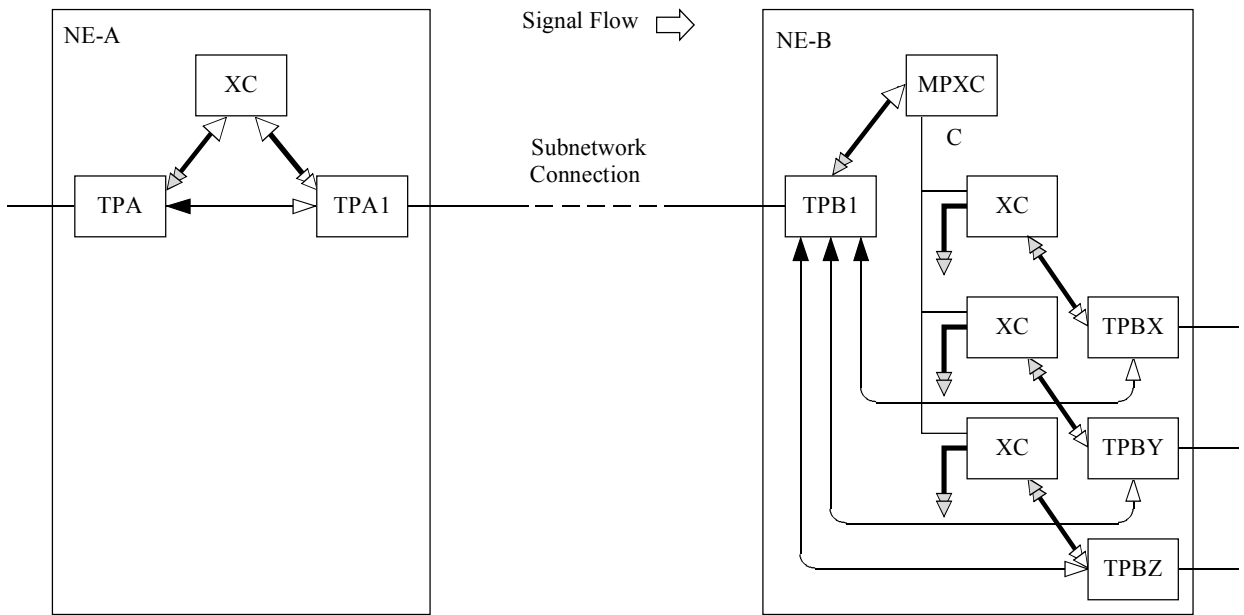 Signal Flow
NE-A
NE-B
XC
MPXC
C
Subnetwork
Connection
TPA
TPA1
TPB1
XC
XC
TPBX
XC
TPBY
TPBZ